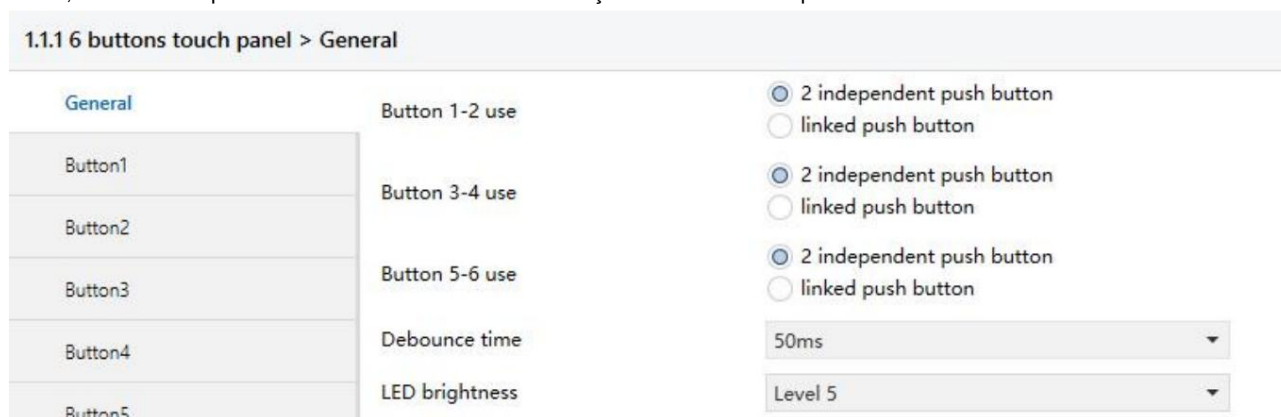 1.1.1 6 buttons touch panel > General
General
Button1
Button2
Button3
Button4
Button5
Button 1-2 use
2 independent push button
linked push button
Button 3-4 use
2 independent push button
linked push button
Button 5-6 use
2 independent push button
linked push button
Debounce time
50ms
LED brightness
Level 5